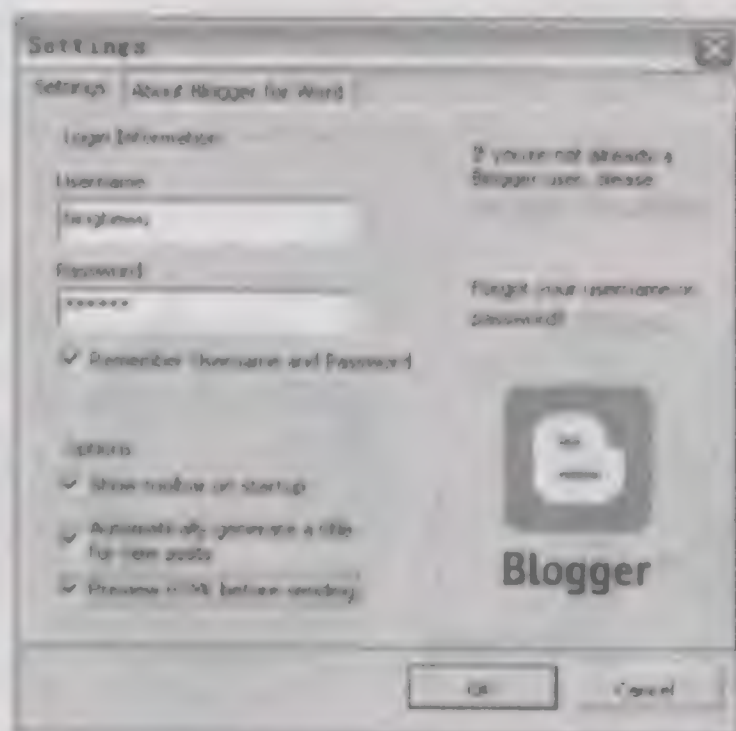 Settings
Settings About Blogger for Word
Login Information
Username
Password
******
Remember Username and Password
If you're not already a
Blogger user, please
Forgot your username or
password?
Options
Show toolbar on startup
Automatically generate a title
for new posts
Preview HTML before sending
Blogger
OK Cancel